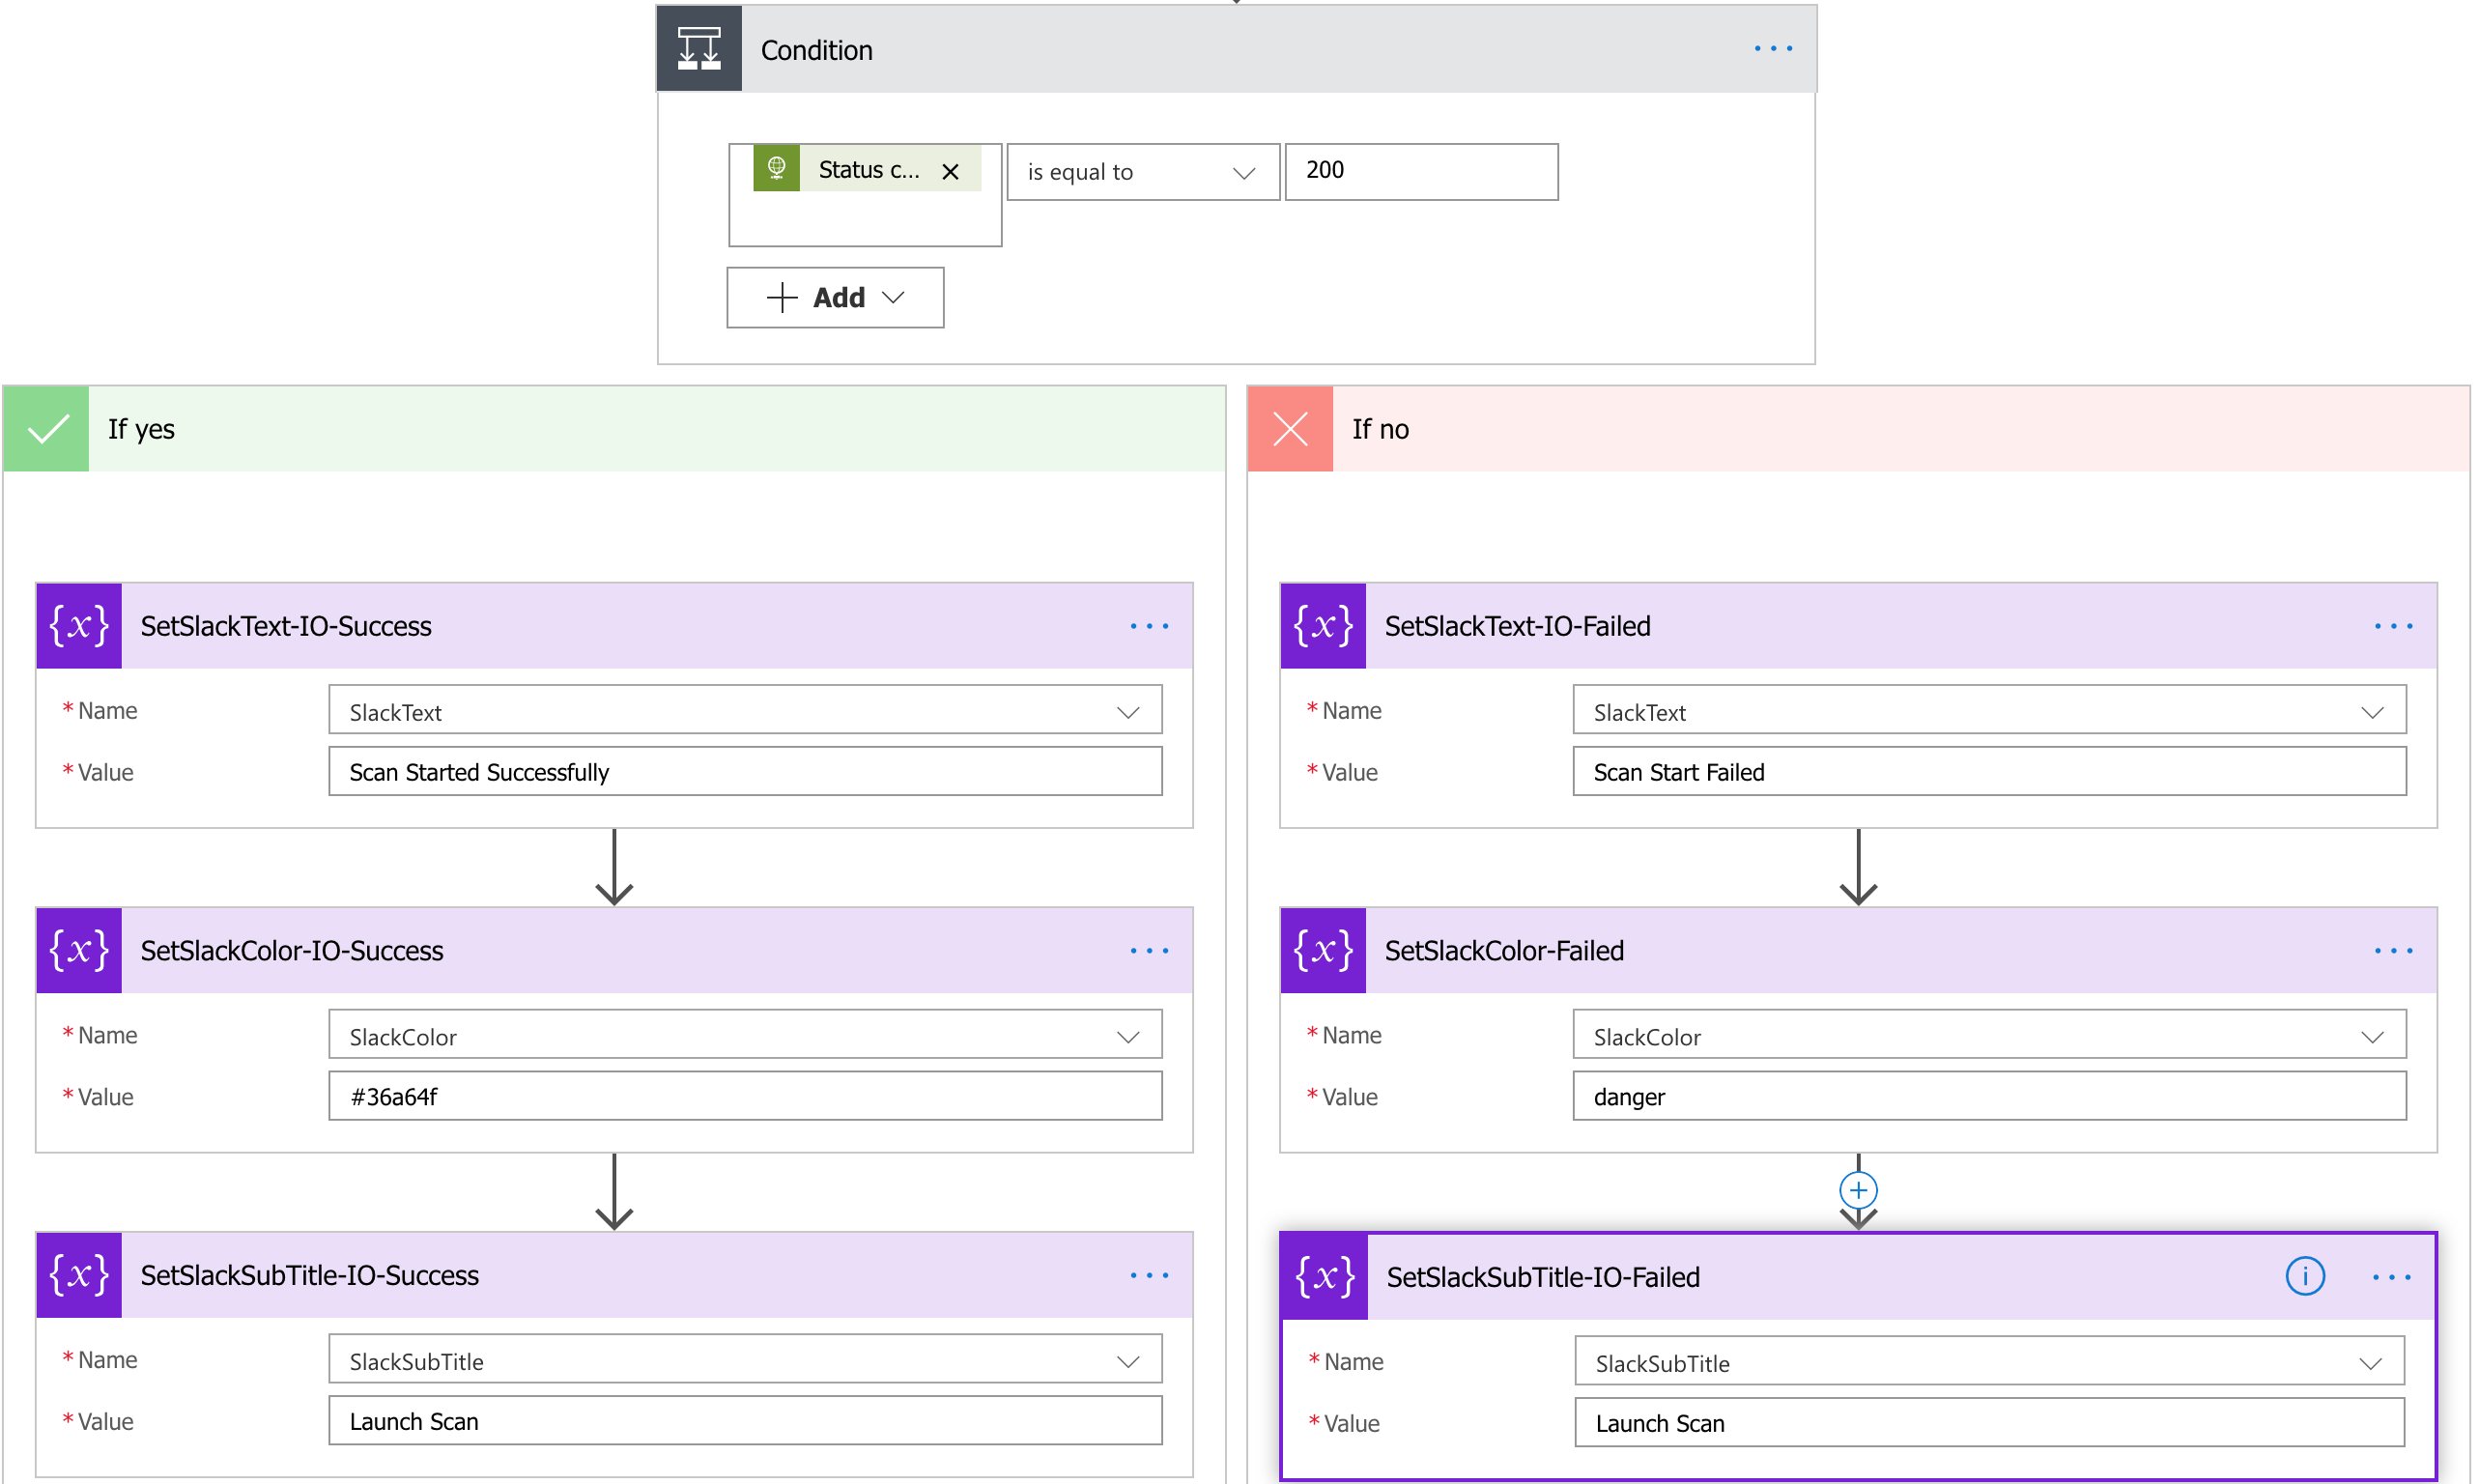 Condition
Status c...
is equal to
200
Add
If yes
SetSlackText-IO-Success
* Name
SlackText
* Value
Scan Started Successfully
SetSlackColor-IO-Success
* Name
SlackColor
* Value
#36a64f
SetSlackSubTitle-IO-Success
* Name
SlackSubTitle
* Value
Launch Scan
If no
SetSlackText-IO-Failed
* Name
SlackText
* Value
Scan Start Failed
SetSlackColor-Failed
* Name
SlackColor
* Value
danger
SetSlackSubTitle-IO-Failed
* Name
SlackSubTitle
* Value
Launch Scan